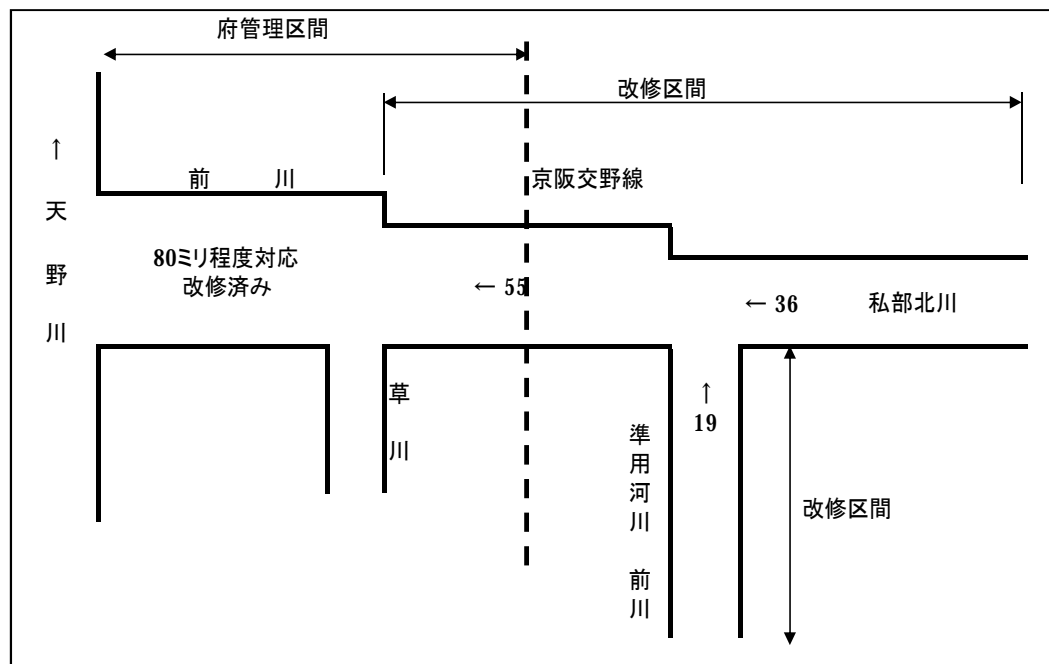 府管理区間
改修区間
↑
天野川
前　　川
京阪交野線
80ミリ程度対応
改修済み
← 55
← 36
私部北川
草川
↑
19
準用河川　前川
改修区間